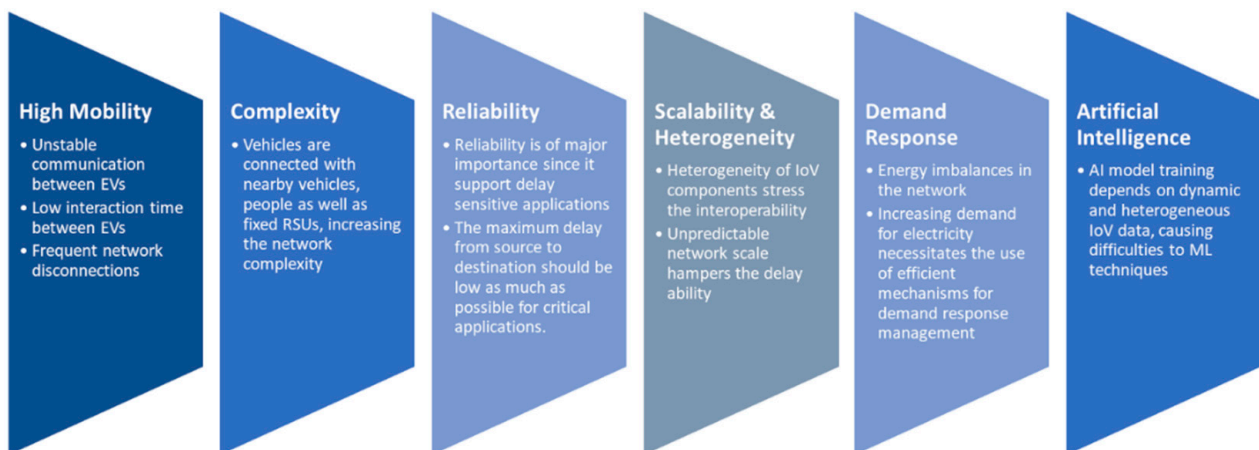 High Mobility
• Unstable
communication
between EVs
• Low interaction time
between EVs
• Frequent network
disconnections
Complexity
• Vehicles are
connected with
nearby vehicles,
people as well as
fixed RSUs, increasing
the network
complexity
Reliability
• Reliability is of major
importance since it
support delay
sensitive applications
• The maximum delay
from source to
destination should be
low as much as
possible for critical
applications.
Scalability &
Heterogeneity
• Heterogeneity of IoV
components stress
the interoperability
• Unpredictable
network scale
hampers the delay
ability
Demand
Response
• Energy imbalances in
the network
• Increasing demand
for electricity
necessitates the use
of efficient
mechanisms for
demand response
management
Artificial
Intelligence
• AI model training
depends on dynamic
and heterogeneous
IoV data, causing
difficulties to ML
techniques